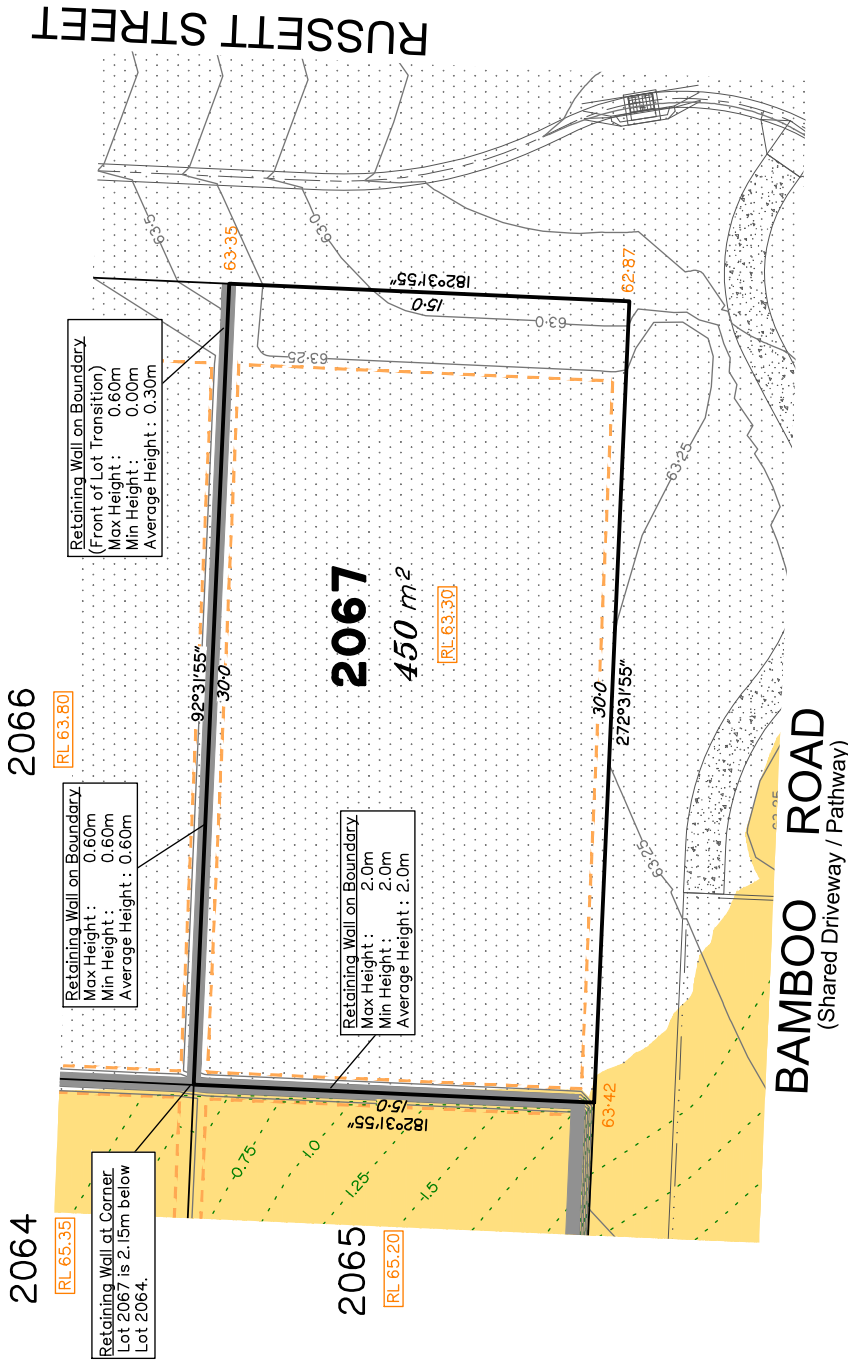 RUSSETT STREET
63·5
63·35
63·0
182°31'55"
15·0
62·87
63·0
63·25
Retaining Wall on Boundary
(Front of Lot Transition)
Max Height : 0.60m
Min Height : 0.00m
Average Height : 0.30m
63·25
2067
450 m²
RL 63.30
92°31'55"
30·0
30·0
272°31'55"
2066
RL 63.80
BAMBOO ROAD
(Shared Driveway / Pathway)
Retaining Wall on Boundary
Max Height : 0.60m
Min Height : 0.60m
Average Height : 0.60m
Retaining Wall on Boundary
Max Height : 2.0m
Min Height : 2.0m
Average Height : 2.0m
63·25
63·42
15·0
182°31'55"
-0.75-
-1.0-
1.25-
-1.5
Retaining Wall at Corner
Lot 2067 is 2.15m below
Lot 2064.
2064
RL 65.35
2065
RL 65.20